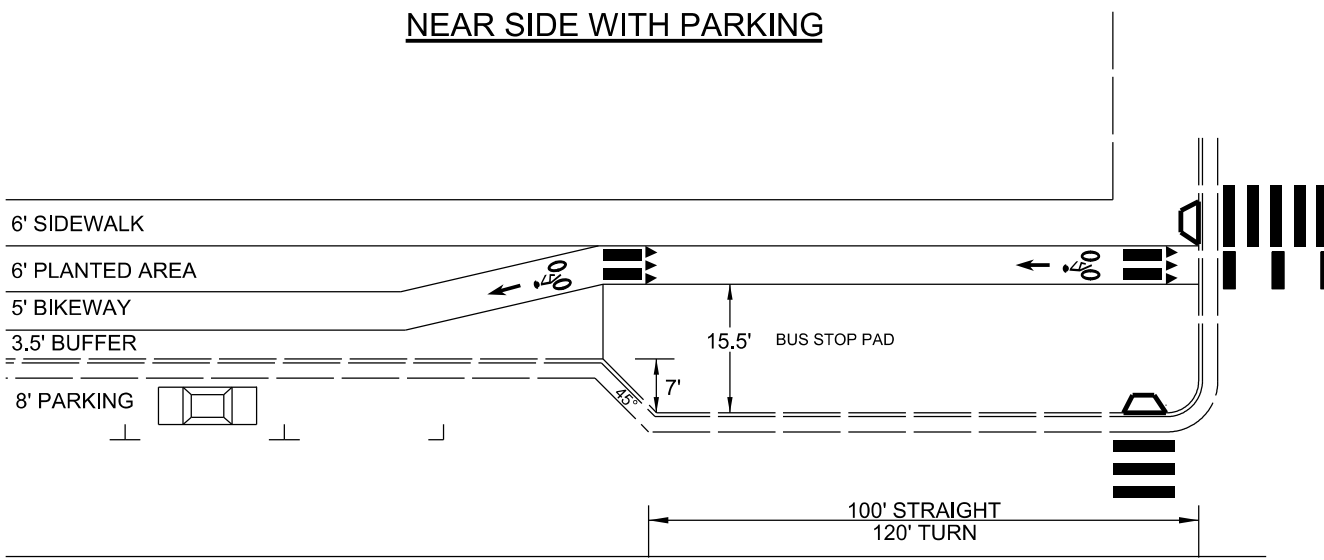 NEAR SIDE WITH PARKING
6' SIDEWALK
6' PLANTED AREA
5' BIKEWAY
3.5' BUFFER
15.5' BUS STOP PAD
7'
8' PARKING
45°
100' STRAIGHT
120' TURN